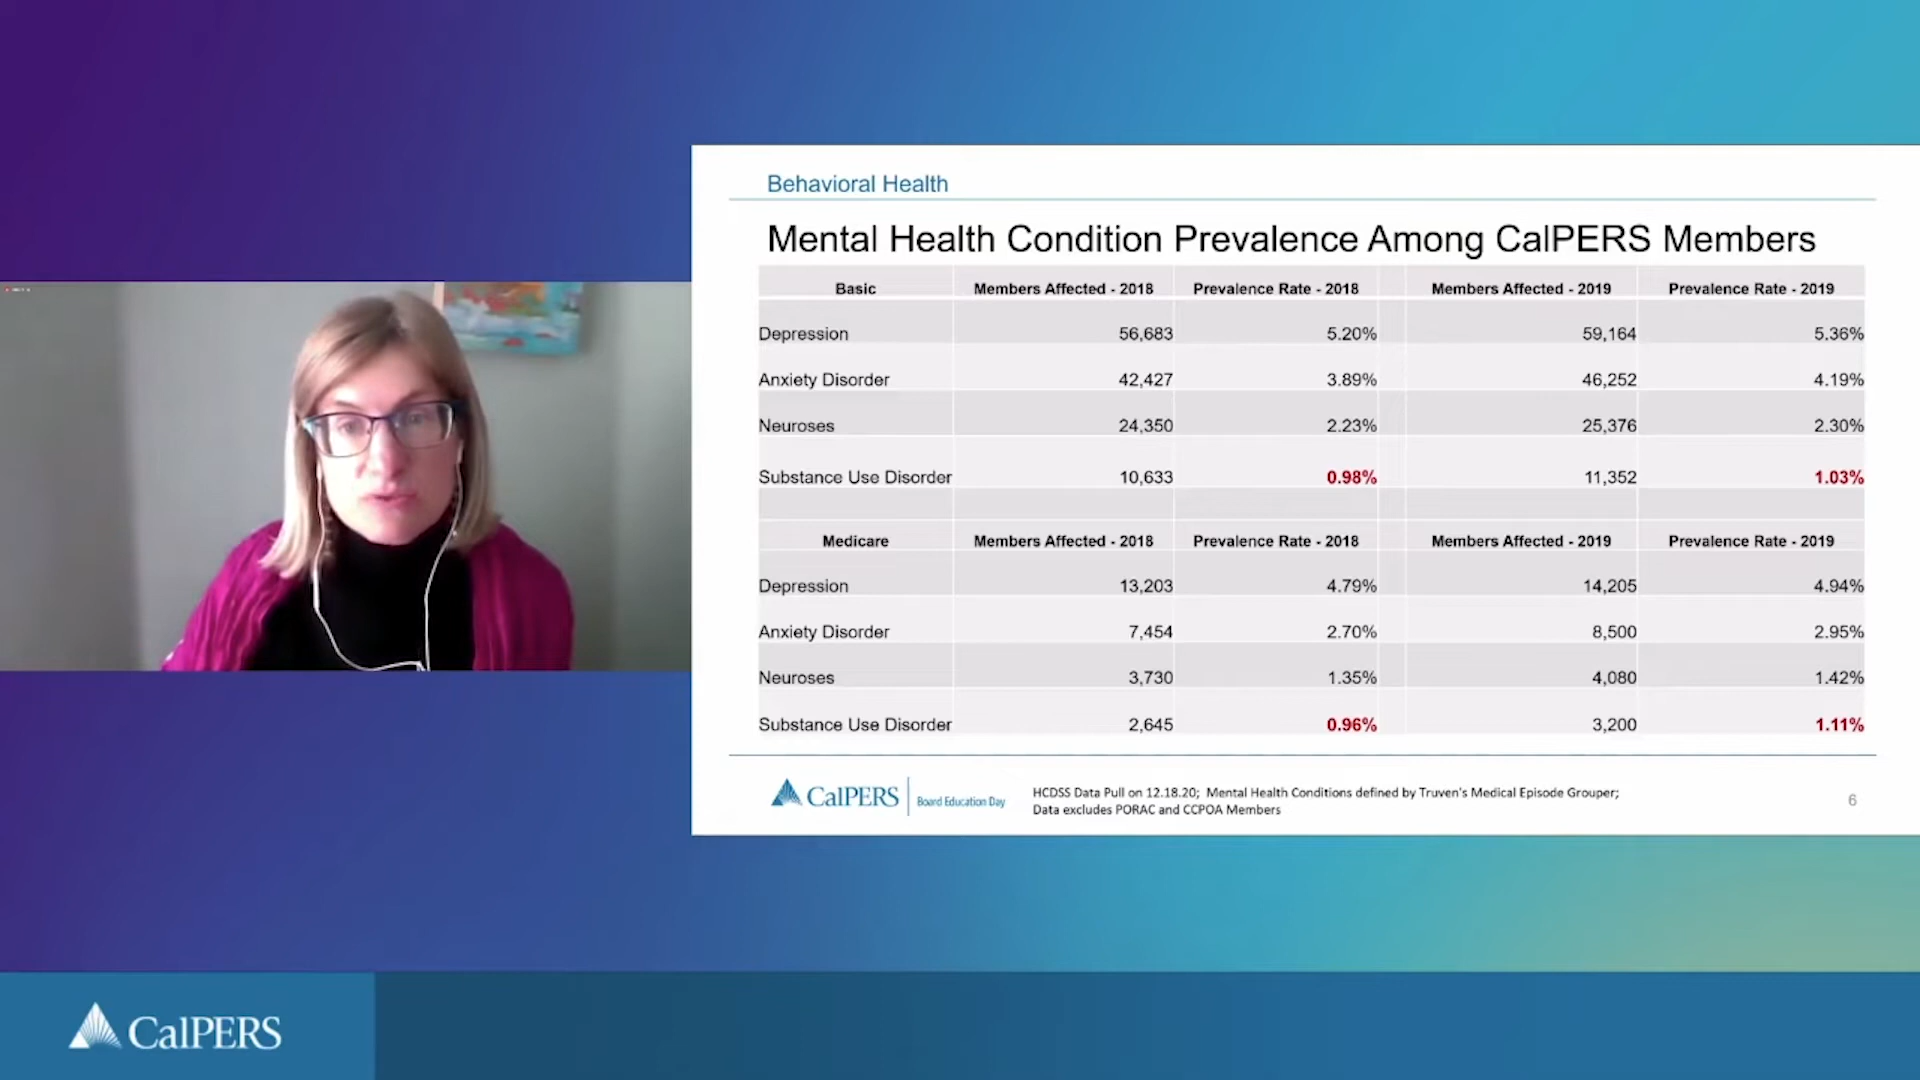 Behavioral Health
Mental Health Condition Prevalence Among CalPERS Members
Basic Members Affected - 2018 Prevalence Rate - 2018 Members Affected - 2019 Prevalence Rate - 2019
Depression 56,683 5.20% 59,164 5.36%
Anxiety Disorder 42,427 3.89% 46,252 4.19%
Neuroses 24,350 2.23% 25,376 2.30%
Substance Use Disorder 10,633 0.98% 11,352 1.03%
Medicare Members Affected - 2018 Prevalence Rate - 2018 Members Affected - 2019 Prevalence Rate - 2019
Depression 13,203 4.79% 14,205 4.94%
Anxiety Disorder 7,454 2.70% 8,500 2.95%
Neuroses 3,730 1.35% 4,080 1.42%
Substance Use Disorder 2,645 0.96% 3,200 1.11%
CalPERS Board Education Day
HCDSS Data Pull on 12.18.20; Mental Health Conditions defined by Truven's Medical Episode Grouper;
Data excludes PORAC and CCPOA Members
6
CalPERS